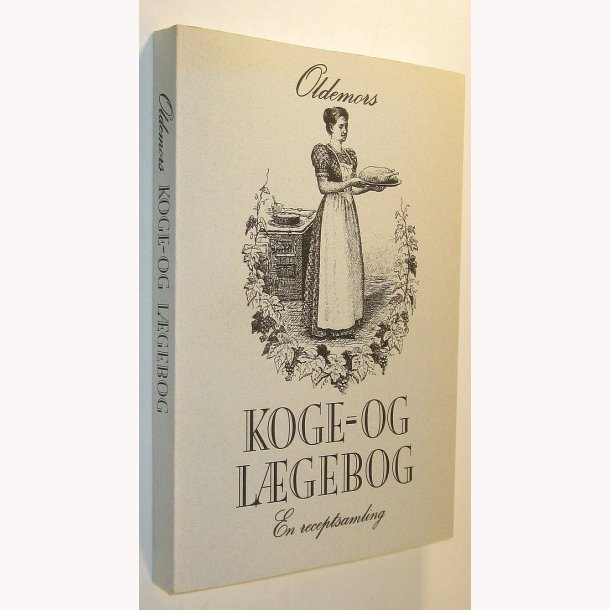 Oldemors KOGE=OG LÆGEBOG
Oldemors
KOGE=OG
LÆGEBOG
En receptsamling